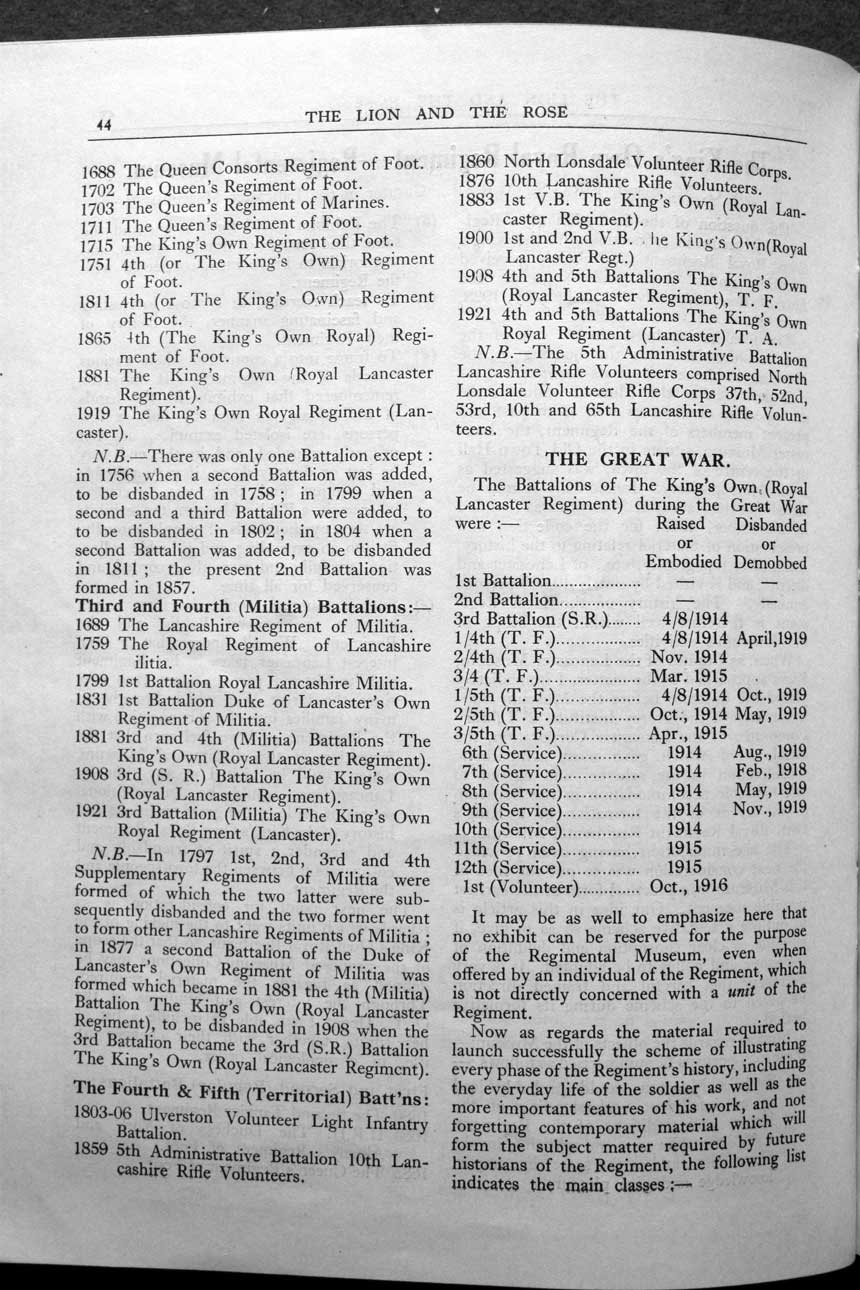 44
THE LION AND THE ROSE
1688 The Queen Consorts Regiment of Foot.
1702 The Queen's Regiment of Foot.
1703 The Queen's Regiment of Marines.
1711 The Queen's Regiment of Foot.
1715 The King's Own Regiment of Foot.
1751 4th (or The King's Own) Regiment
of Foot.
1811 4th (or The King's Own) Regiment
of Foot.
1865 4th (The King's Own Royal) Regi-
ment of Foot.
1881 The King's Own (Royal Lancaster
Regiment).
1919 The King's Own Royal Regiment (Lan-
caster).
N.B.—There was only one Battalion except :
in 1756 when a second Battalion was added,
to be disbanded in 1758 ; in 1799 when a
second and a third Battalion were added, to
to be disbanded in 1802 ; in 1804 when a
second Battalion was added, to be disbanded
in 1811 ; the present 2nd Battalion was
formed in 1857.
Third and Fourth (Militia) Battalions:—
1689 The Lancashire Regiment of Militia.
1759 The Royal Regiment of Lancashire
ilitia.
1799 1st Battalion Royal Lancashire Militia.
1831 1st Battalion Duke of Lancaster's Own
Regiment of Militia.
1881 3rd and 4th (Militia) Battalions The
King's Own (Royal Lancaster Regiment).
1908 3rd (S. R.) Battalion The King's Own
(Royal Lancaster Regiment).
1921 3rd Battalion (Militia) The King's Own
Royal Regiment (Lancaster).
N.B.—In 1797 1st, 2nd, 3rd and 4th
Supplementary Regiments of Militia were
formed of which the two latter were sub-
sequently disbanded and the two former went
to form other Lancashire Regiments of Militia ;
in 1877 a second Battalion of the Duke of
Lancaster's Own Regiment of Militia was
formed which became in 1881 the 4th (Militia)
Battalion The King's Own (Royal Lancaster
Regiment), to be disbanded in 1908 when the
3rd Battalion became the 3rd (S.R.) Battalion
The King's Own (Royal Lancaster Regiment).
The Fourth & Fifth (Territorial) Batt'ns:
1803-06 Ulverston Volunteer Light Infantry
Battalion.
1859 5th Administrative Battalion 10th Lan-
cashire Rifle Volunteers.
1860 North Lonsdale Volunteer Rifle Corps.
1876 10th Lancashire Rifle Volunteers.
1883 1st V.B. The King's Own (Royal Lan-
caster Regiment).
1900 1st and 2nd V.B. he King's Own(Royal
Lancaster Regt.)
1908 4th and 5th Battalions The King's Own
(Royal Lancaster Regiment), T. F.
1921 4th and 5th Battalions The King's Own
Royal Regiment (Lancaster) T. A.
N.B.—The 5th Administrative Battalion
Lancashire Rifle Volunteers comprised North
Lonsdale Volunteer Rifle Corps 37th, 52nd,
53rd, 10th and 65th Lancashire Rifle Volun-
teers.
THE GREAT WAR.
The Battalions of The King's Own (Royal
Lancaster Regiment) during the Great War
were :— Raised Disbanded
or or
Embodied Demobbed
1st Battalion.................... — —
2nd Battalion.................. — —
3rd Battalion (S.R.)........ 4/8/1914
1/4th (T. F.).................. 4/8/1914 April,1919
2/4th (T. F.).................. Nov. 1914
3/4 (T. F.)...................... Mar. 1915
1/5th (T. F.).................. 4/8/1914 Oct., 1919
2/5th (T. F.).................. Oct., 1914 May, 1919
3/5th (T. F.).................. Apr., 1915
6th (Service)................ 1914 Aug., 1919
7th (Service)................ 1914 Feb., 1918
8th (Service)................ 1914 May, 1919
9th (Service)................ 1914 Nov., 1919
10th (Service)................ 1914
11th (Service)................ 1915
12th (Service)................ 1915
1st (Volunteer).............. Oct., 1916
It may be as well to emphasize here that
no exhibit can be reserved for the purpose
of the Regimental Museum, even when
offered by an individual of the Regiment, which
is not directly concerned with a unit of the
Regiment.
Now as regards the material required to
launch successfully the scheme of illustrating
every phase of the Regiment's history, including
the everyday life of the soldier as well as the
more important features of his work, and not
forgetting contemporary material which will
form the subject matter required by future
historians of the Regiment, the following list
indicates the main classes :—